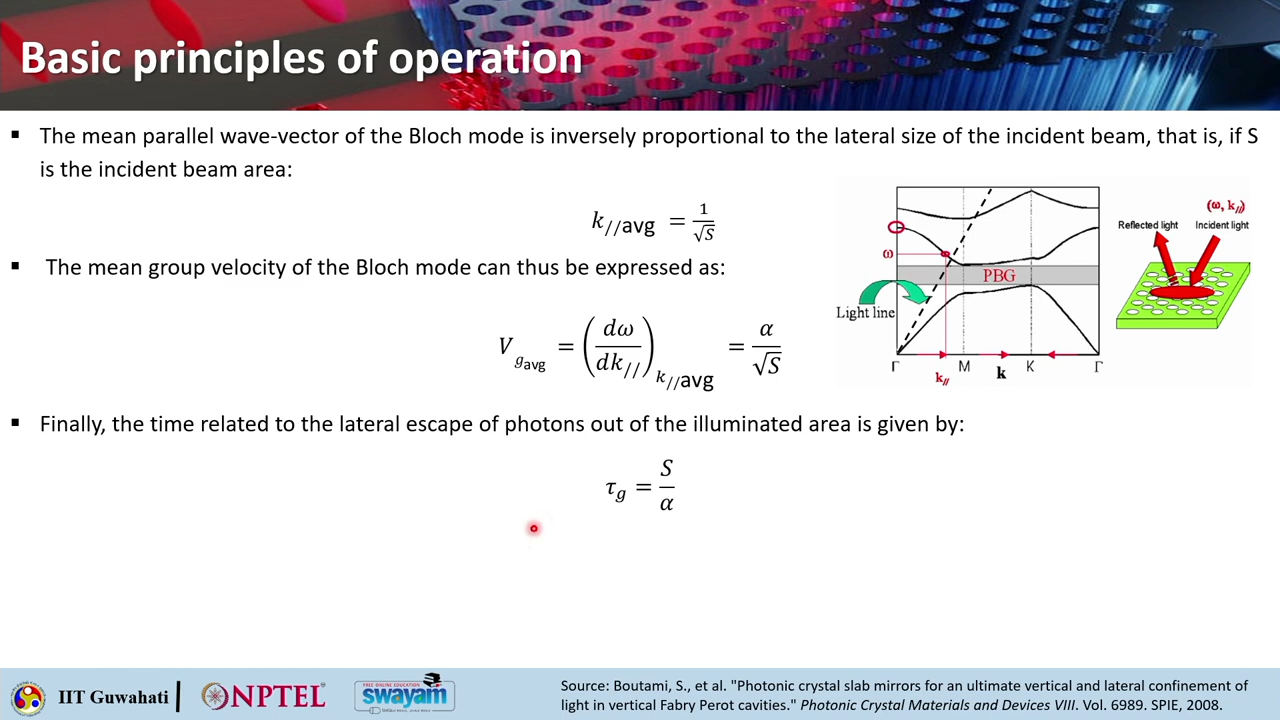 Basic principles of operation
▪ The mean parallel wave-vector of the Bloch mode is inversely proportional to the lateral size of the incident beam, that is, if S
is the incident beam area:
k//avg = 1/√S
▪ The mean group velocity of the Bloch mode can thus be expressed as:
V gavg = (dω/dk//) k//avg = α/√S
▪ Finally, the time related to the lateral escape of photons out of the illuminated area is given by:
τg = S/α
ω
PBG
Light line
Γ M k K Γ
k//
(ω, k//)
Reflected light Incident light
IIT Guwahati
NPTEL
FREE ONLINE EDUCATION
swayam
Source: Boutami, S., et al. "Photonic crystal slab mirrors for an ultimate vertical and lateral confinement of
light in vertical Fabry Perot cavities." Photonic Crystal Materials and Devices VIII. Vol. 6989. SPIE, 2008.